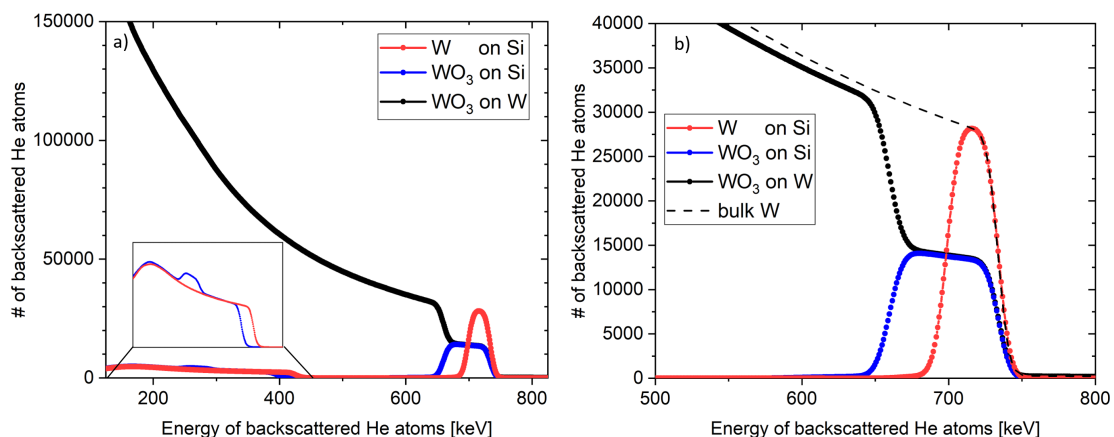 a)
150000
100000
50000
0
# of backscattered He atoms
W on Si
WO₃ on Si
WO₃ on W
200 400 600 800
Energy of backscattered He atoms [keV]
b)
40000
35000
30000
25000
20000
15000
10000
5000
0
# of backscattered He atoms
W on Si
WO₃ on Si
WO₃ on W
bulk W
500 600 700 800
Energy of backscattered He atoms [keV]